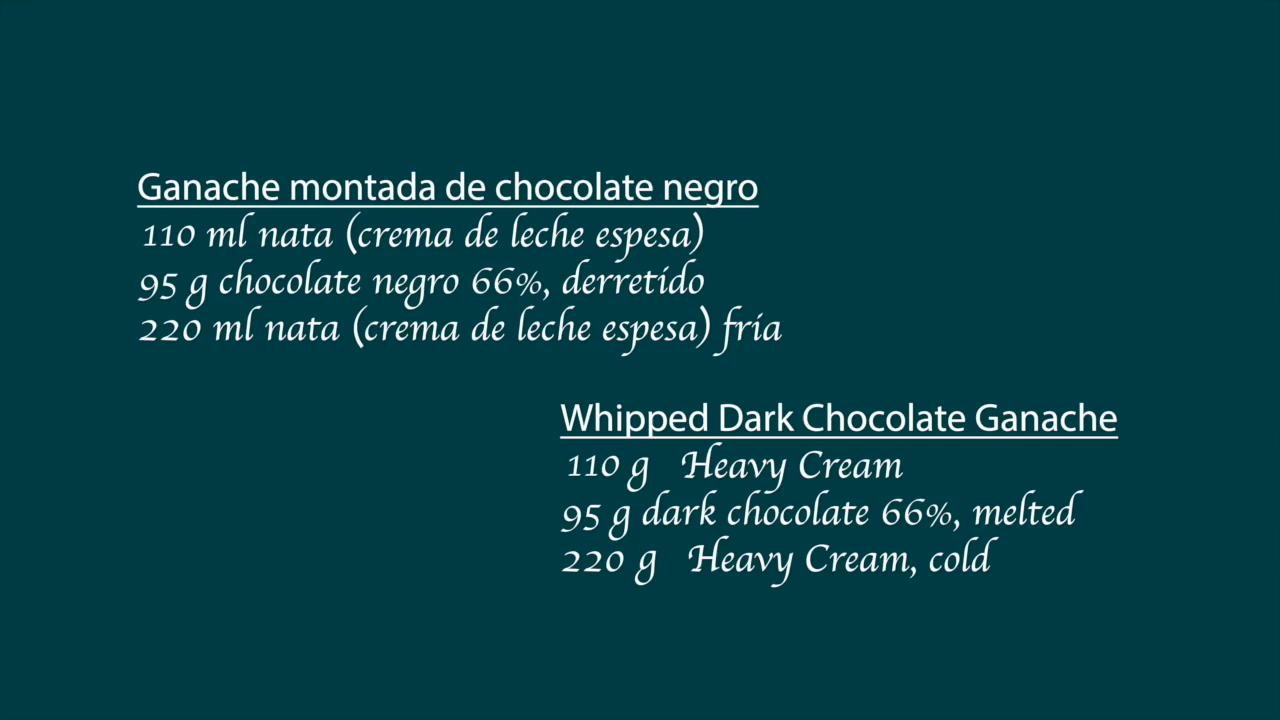 Ganache montada de chocolate negro
110 ml nata (crema de leche espesa)
95 g chocolate negro 66%, derretido
220 ml nata (crema de leche espesa) fría
Whipped Dark Chocolate Ganache
110 g Heavy Cream
95 g dark chocolate 66%, melted
220 g Heavy Cream, cold